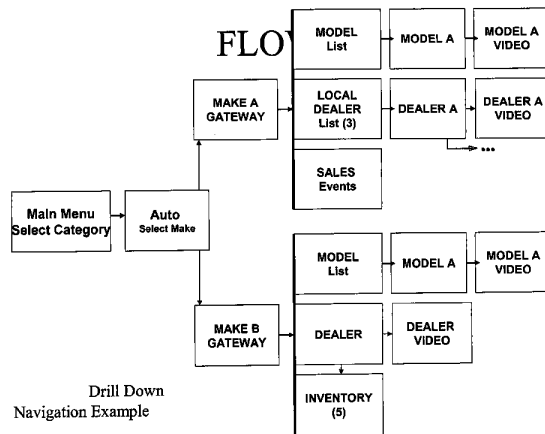 FLOV
MODEL
List
MODEL A
MODEL A
VIDEO
MAKE A
GATEWAY
LOCAL
DEALER
List (3)
DEALER A
DEALER A
VIDEO
...
SALES
Events
Main Menu
Select Category
Auto
Select Make
MODEL
List
MODEL A
MODEL A
VIDEO
MAKE B
GATEWAY
DEALER
DEALER
VIDEO
INVENTORY
(5)
Drill Down
Navigation Example